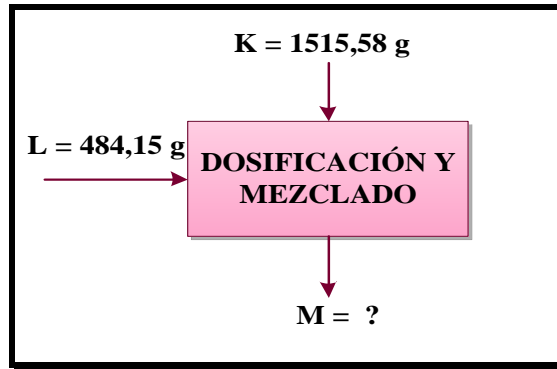 K = 1515,58 g
L = 484,15 g
DOSIFICACIÓN Y
MEZCLADO
M = ?